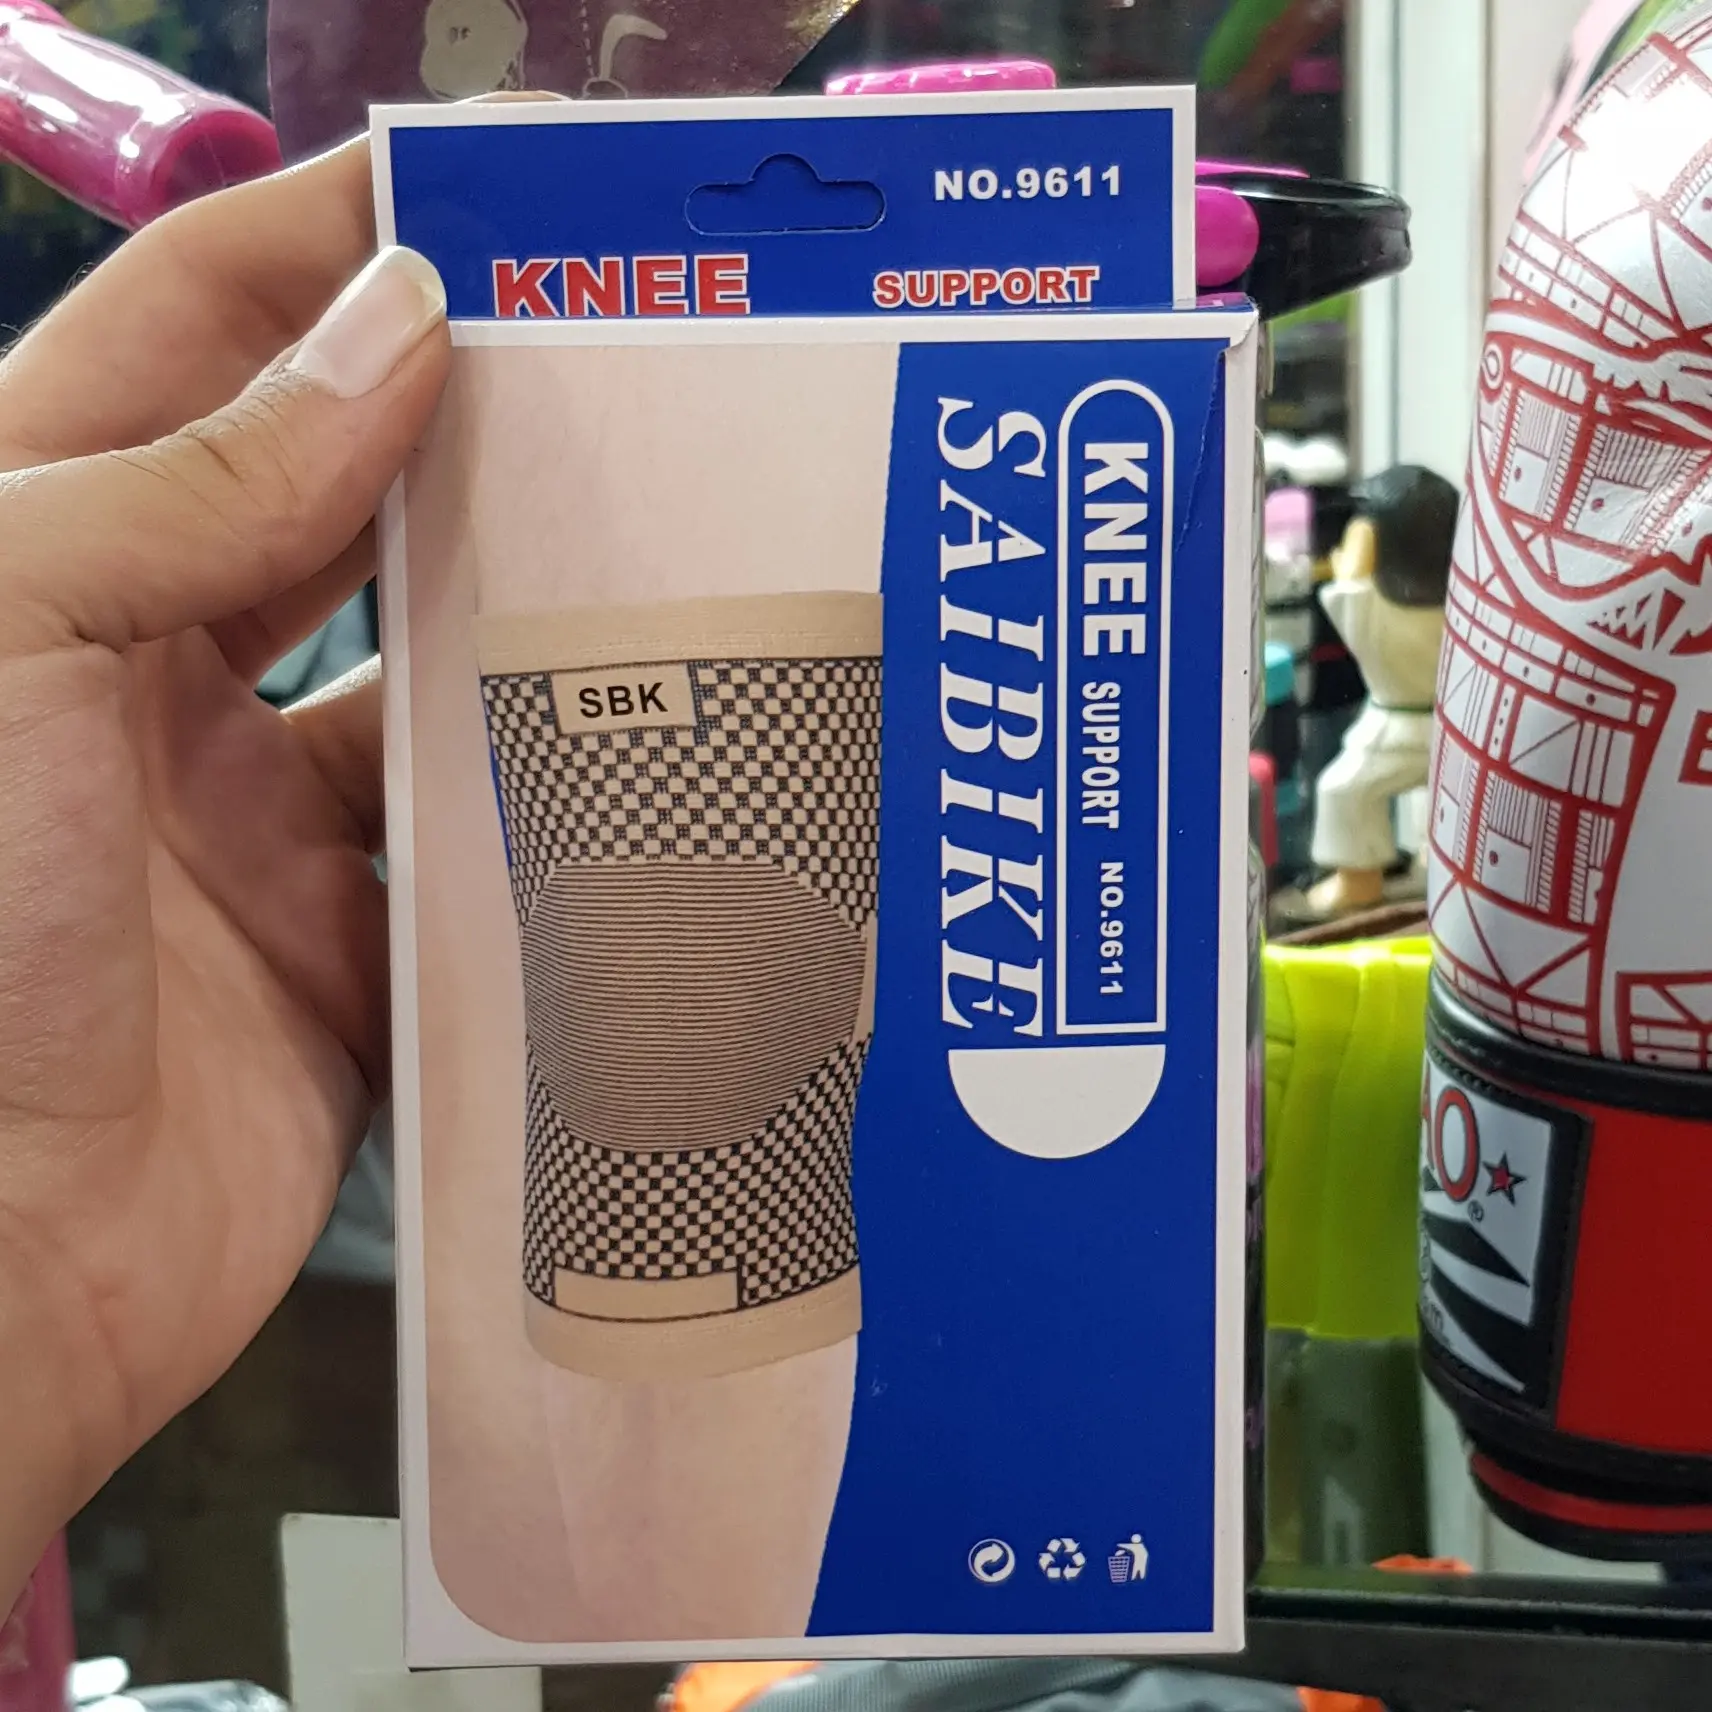 NO.9611
KNEE SUPPORT
SBK
SAIBIKE
KNEE SUPPORT NO.9611